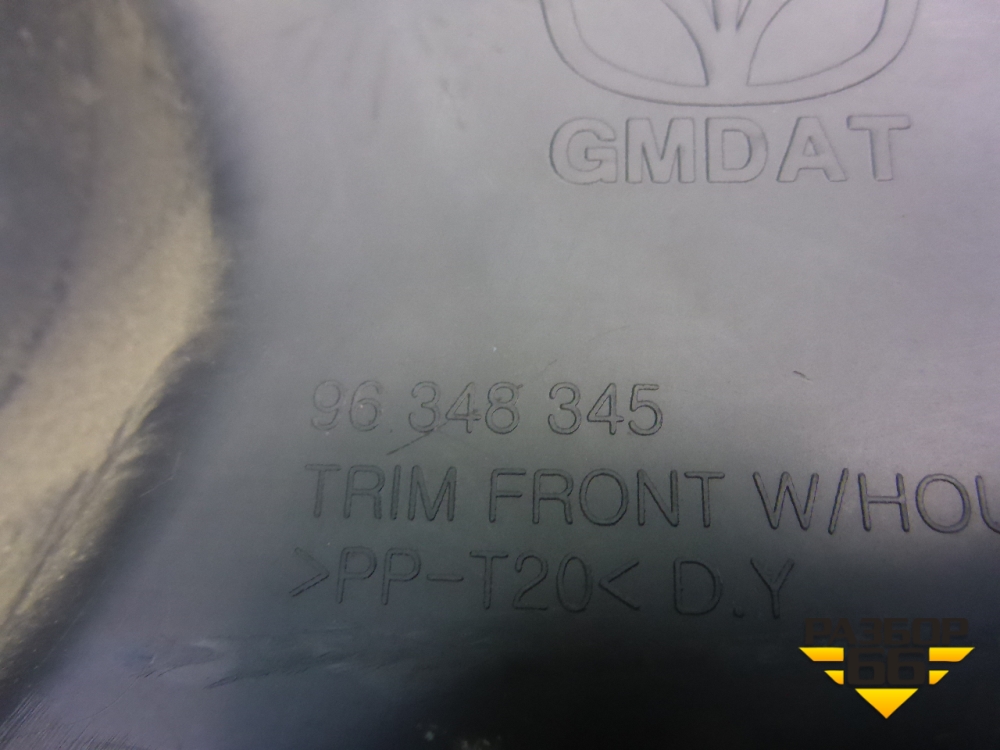 GMDAT
96 348 345
TRIM FRONT W/HOU
>PP-T20< D.Y
РАЗБОР
66